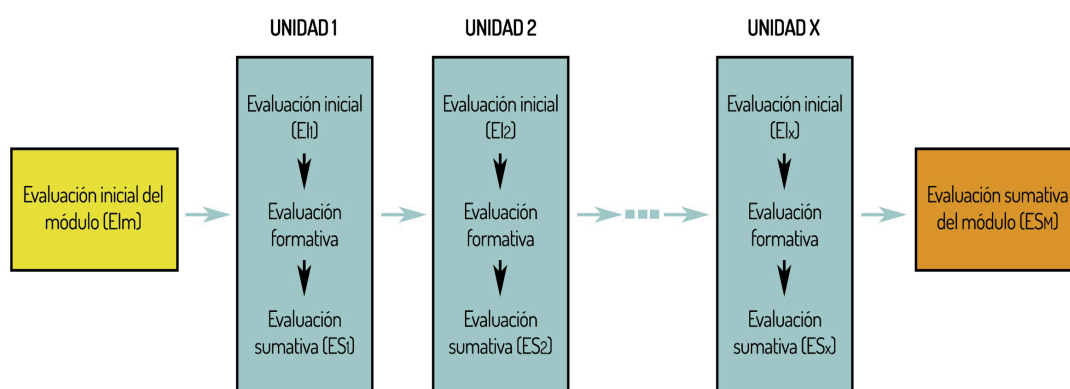 UNIDAD 1
UNIDAD 2
UNIDAD X
Evaluación inicial del
módulo (EIm)
Evaluación inicial
(EI1)
Evaluación
formativa
Evaluación
sumativa (ES1)
Evaluación inicial
(EI2)
Evaluación
formativa
Evaluación
sumativa (ES2)
Evaluación inicial
(EIx)
Evaluación
formativa
Evaluación
sumativa (ESx)
Evaluación sumativa
del módulo (ESM)